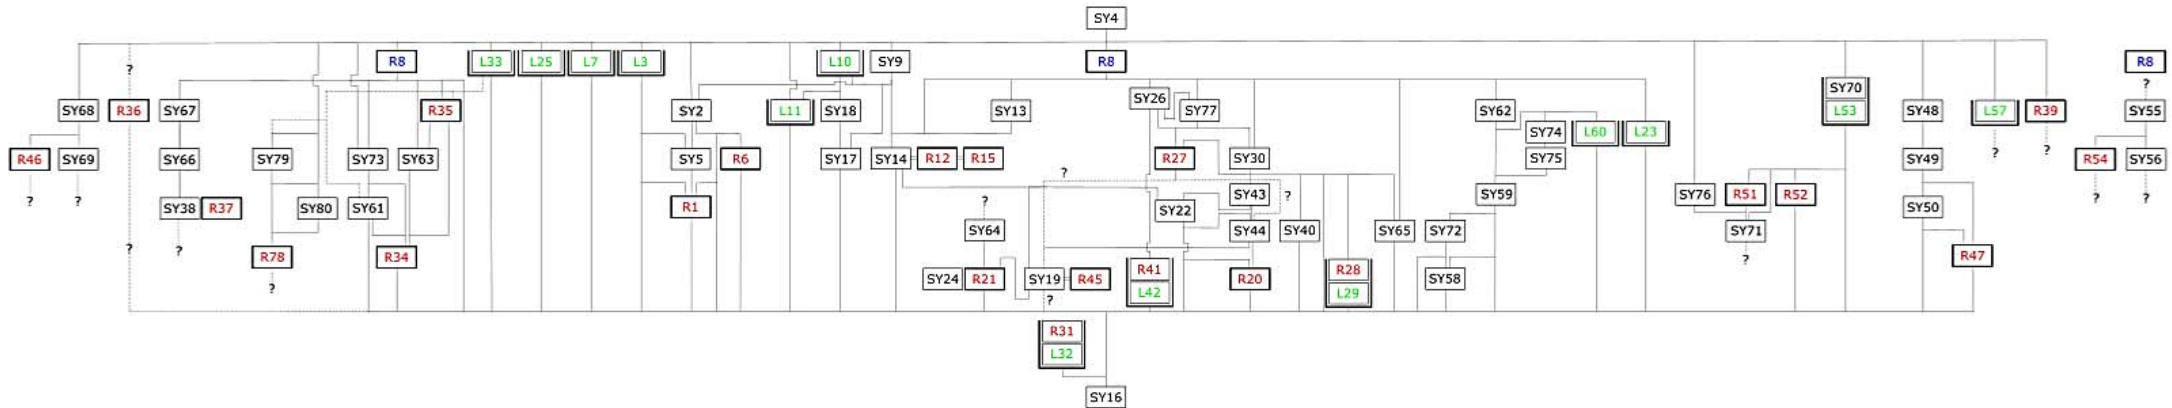 SY4
R8 L33 L25 L7 L3 L10 SY9 R8 R8
? ?
SY70
SY26
SY68 R36 SY67 R35 SY2 L11 SY18 SY13 SY77 SY62 L53 SY48 L57 R39 SY55
SY74 L60 L23
R46 SY69 SY66 SY79 SY73 SY63 SY5 R6 SY17 SY14 R12 R15 R27 SY30 SY75 SY49 ? ? R54 SY56
?
SY43 ? SY59 SY76 R51 R52
? ? SY38 R37 SY80 SY61 R1 ? SY22 SY50 ? ?
SY64 SY44 SY40 SY65 SY72 SY71
? ? R78 R34 R47
?
R41 R28
SY24 R21 SY19 R45 R20 SY58
? ? L42 L29
R31
L32
SY16